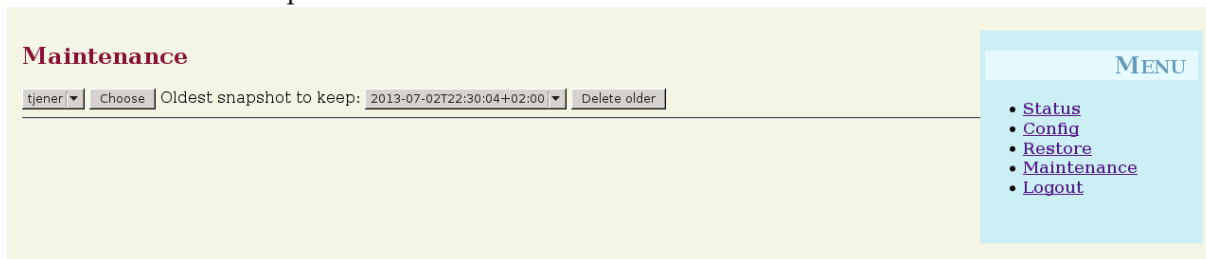 Maintenance
tjener Choose Oldest snapshot to keep: 2013-07-02T22:30:04+02:00 Delete older
MENU
Status
Config
Restore
Maintenance
Logout